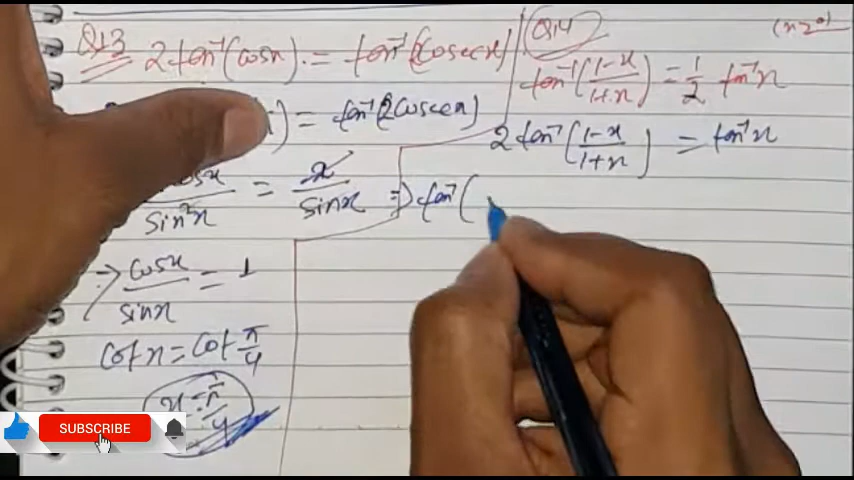 Q13 2tan⁻¹(cosx) = tan⁻¹(2cosecx)
) = tan⁻¹(2cosecx)
cosx/sin²x = 2/sinx
⇒ cosx/sinx = 1
cotx = cot π/4
x = π/4
Q14 (x>0)
tan⁻¹((1-x)/(1+x)) = 1/2 tan⁻¹x
2tan⁻¹((1-x)/(1+x)) = tan⁻¹x
⇒ tan⁻¹(
SUBSCRIBE